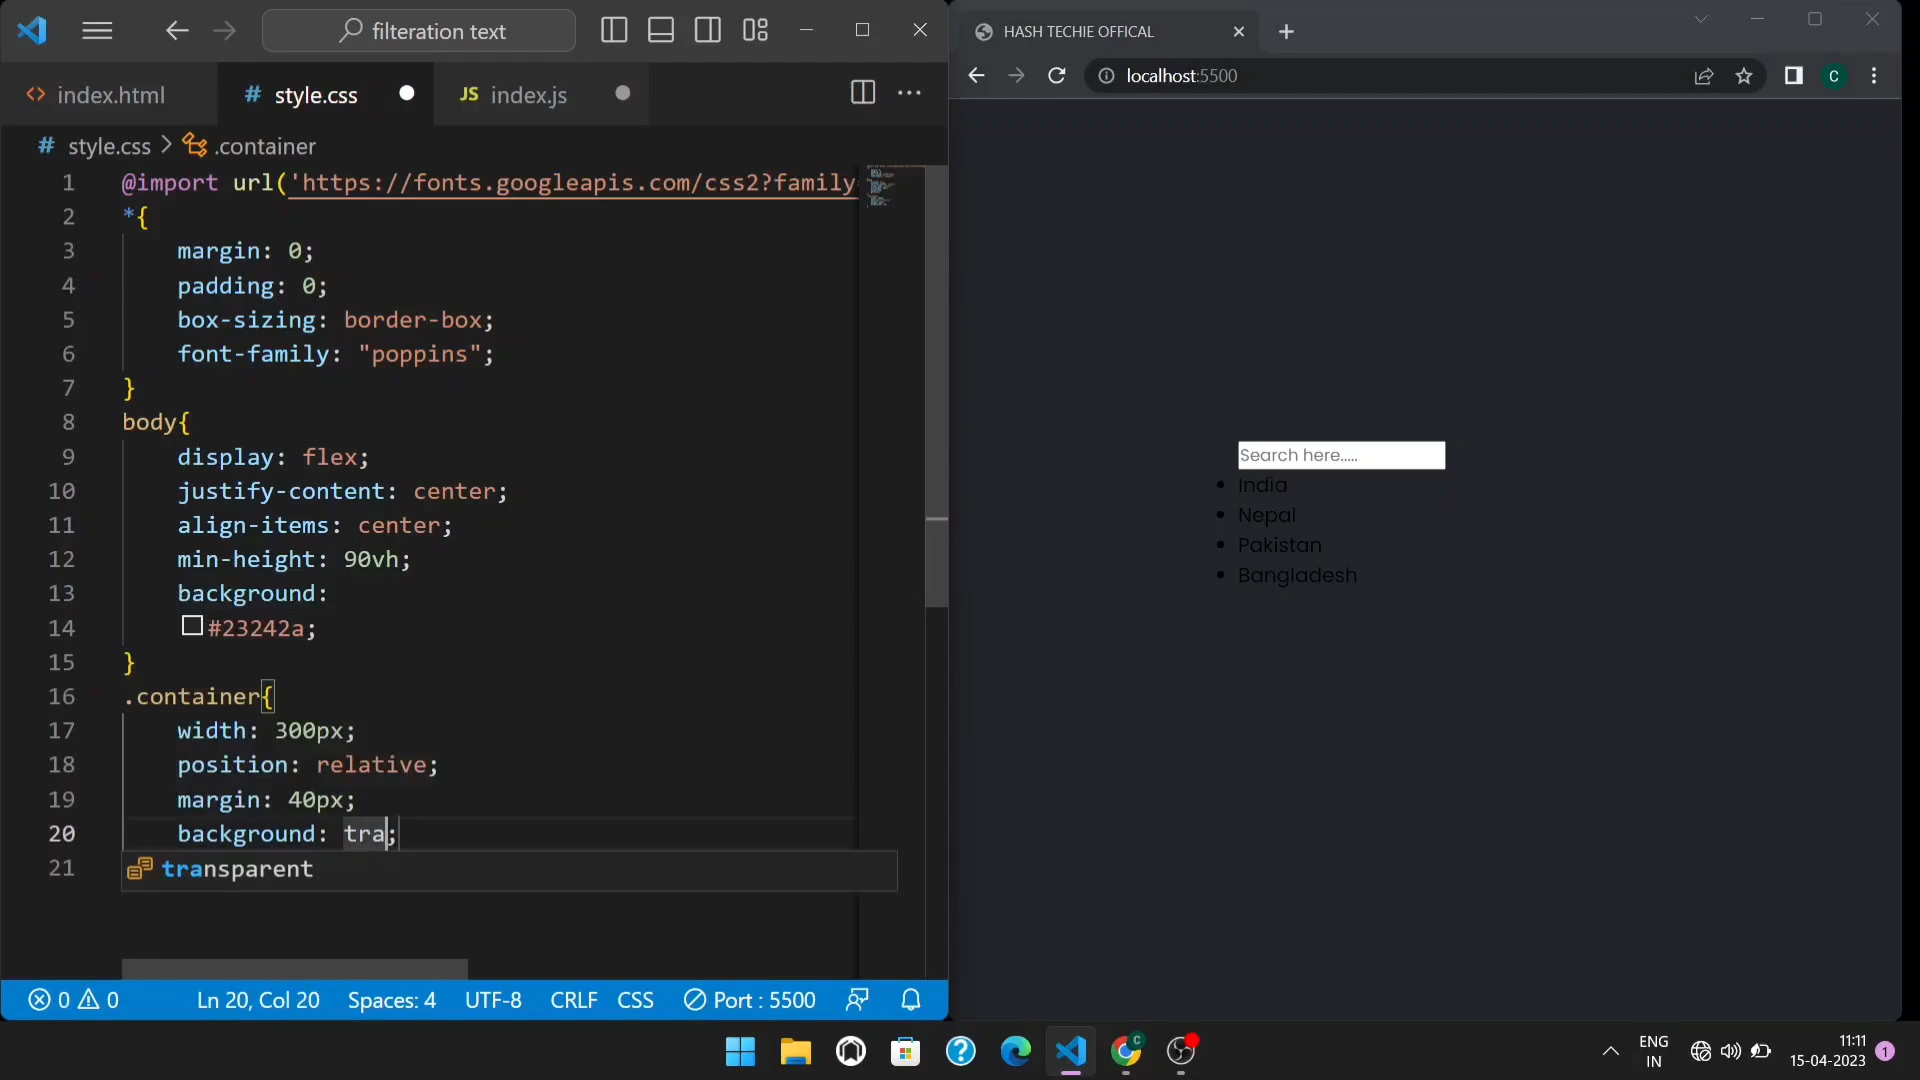 filteration text
index.html
style.css
index.js
style.css > .container
1 @import url('https://fonts.googleapis.com/css2?family
2 *{
3 margin: 0;
4 padding: 0;
5 box-sizing: border-box;
6 font-family: "poppins";
7 }
8 body{
9 display: flex;
10 justify-content: center;
11 align-items: center;
12 min-height: 90vh;
13 background:
14 #23242a;
15 }
16 .container{
17 width: 300px;
18 position: relative;
19 margin: 40px;
20 background: tra;
21 transparent
0 0 Ln 20, Col 20 Spaces: 4 UTF-8 CRLF CSS Port : 5500
HASH TECHIE OFFICAL
localhost:5500
C
Search here.....
• India
• Nepal
• Pakistan
• Bangladesh
ENG
IN
11:11
15-04-2023
1